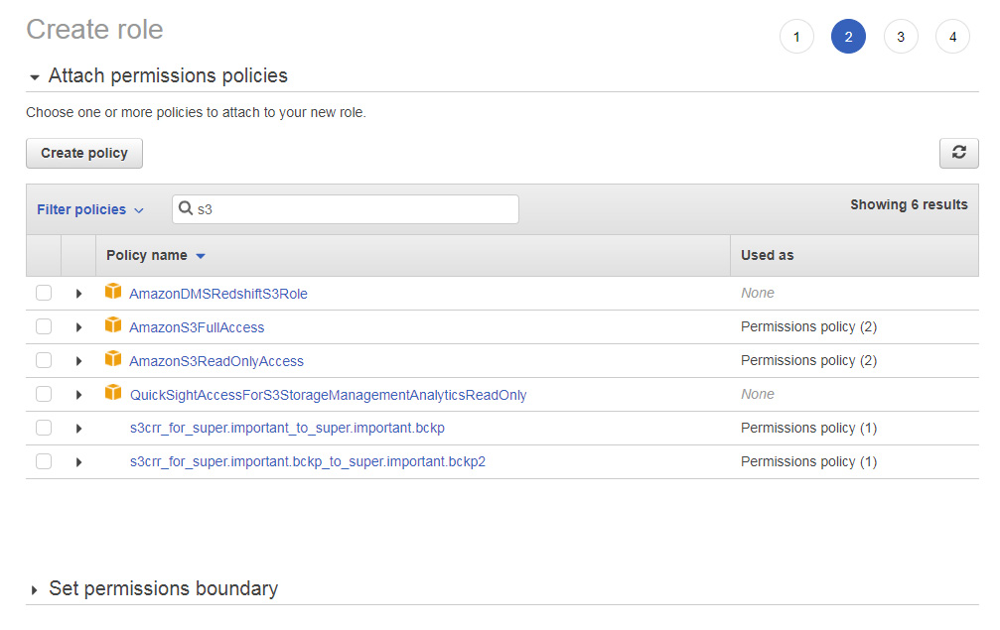 Create role
1 2 3 4
Attach permissions policies
Choose one or more policies to attach to your new role.
Create policy
Filter policies s3 Showing 6 results
Policy name Used as
AmazonDMSRedshiftS3Role None
AmazonS3FullAccess Permissions policy (2)
AmazonS3ReadOnlyAccess Permissions policy (2)
QuickSightAccessForS3StorageManagementAnalyticsReadOnly None
s3crr_for_super.important_to_super.important.bckp Permissions policy (1)
s3crr_for_super.important.bckp_to_super.important.bckp2 Permissions policy (1)
Set permissions boundary